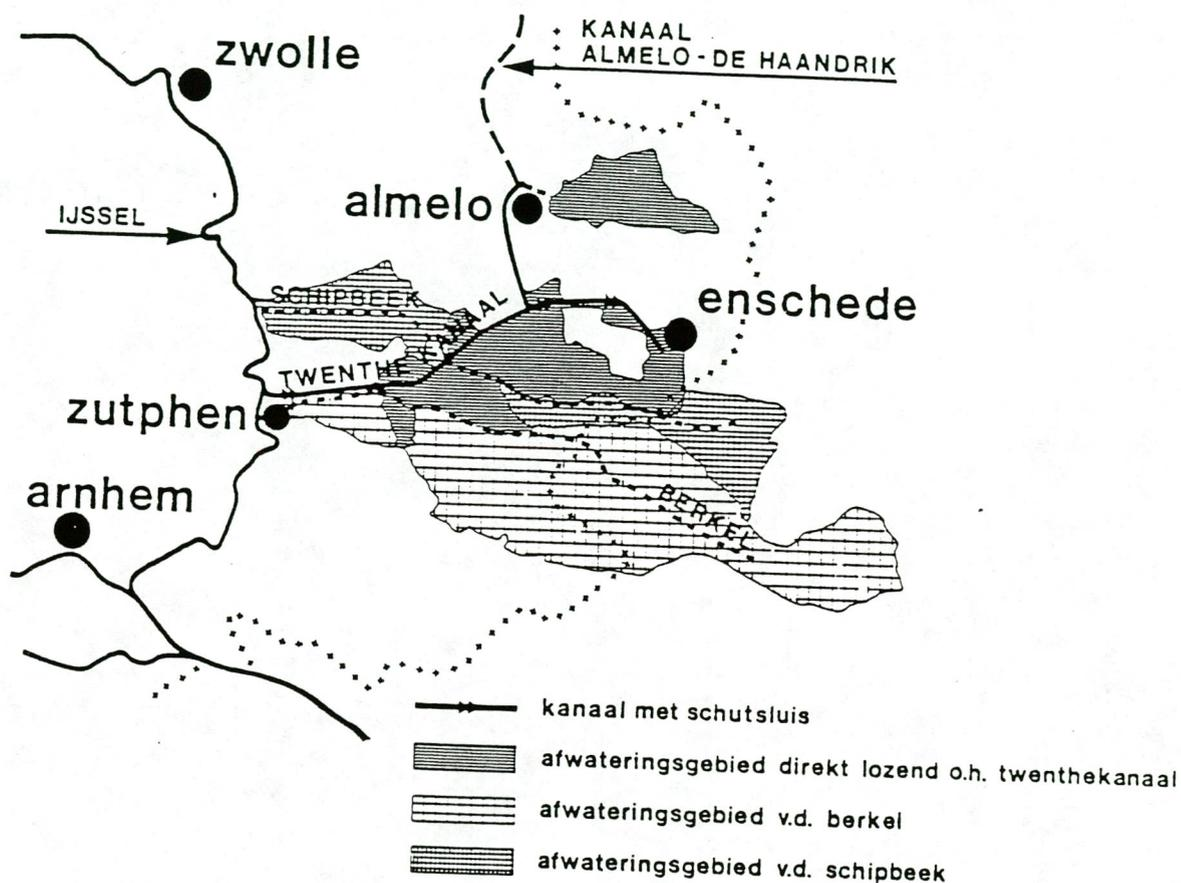 KANAAL
ALMELO-DE HAANDRIK
zwolle
almelo
IJSSEL
SCHIPBEEK
enschede
TWENTHE KANAAL
zutphen
arnhem
BERKEL
kanaal met schutsluis
afwateringsgebied direkt lozend o.h. twenthekanaal
afwateringsgebied v.d. berkel
afwateringsgebied v.d. schipbeek